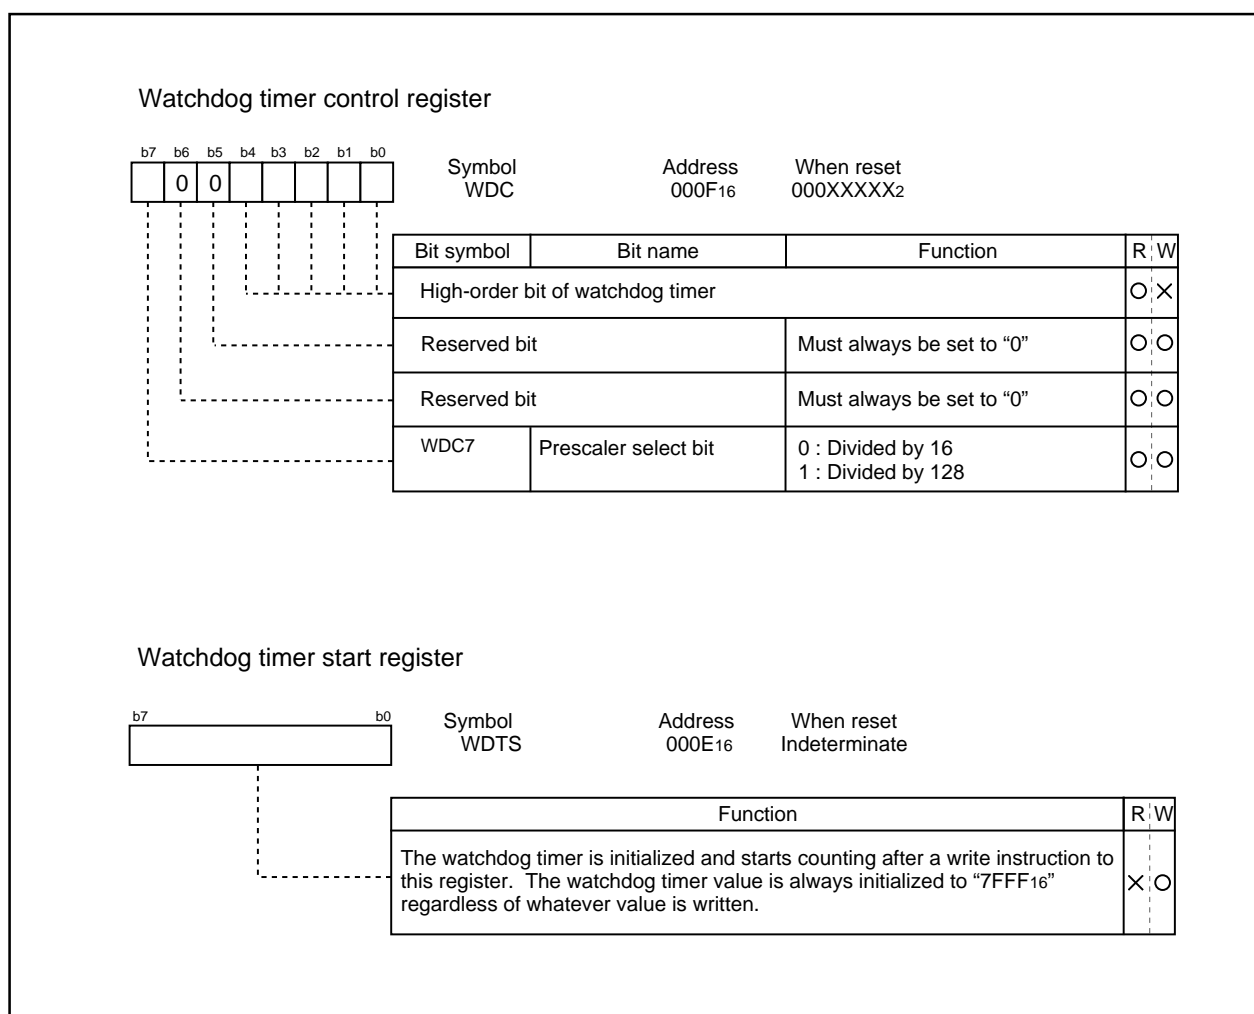 Watchdog timer control register
b7 b6 b5 b4 b3 b2 b1 b0
0 0
Symbol Address When reset
WDC 000F16 000XXXXX2
Bit symbol Bit name Function R W
High-order bit of watchdog timer
Reserved bit Must always be set to “0”
Reserved bit Must always be set to “0”
WDC7 Prescaler select bit 0 : Divided by 16
1 : Divided by 128
Watchdog timer start register
b7 b0
Symbol Address When reset
WDTS 000E16 Indeterminate
Function R W
The watchdog timer is initialized and starts counting after a write instruction to
this register. The watchdog timer value is always initialized to “7FFF16”
regardless of whatever value is written.